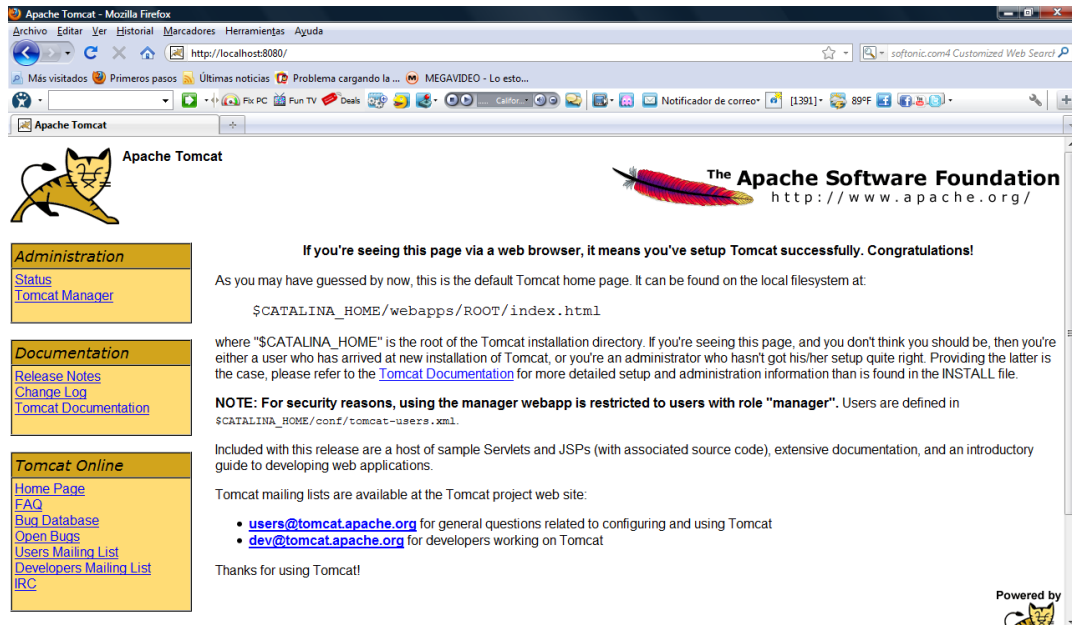 Apache Tomcat - Mozilla Firefox
Archivo Editar Ver Historial Marcadores Herramientas Ayuda
http://localhost:8080/
softonic.com4 Customized Web Search
Más visitados Primeros pasos Últimas noticias Problema cargando la ... MEGAVIDEO - Lo esto...
Fix PC Fun TV Deals .... Califor.. Notificador de correo [1391] 89°F
Apache Tomcat
Apache Tomcat
The Apache Software Foundation
http://www.apache.org/
Administration
Status
Tomcat Manager
Documentation
Release Notes
Change Log
Tomcat Documentation
Tomcat Online
Home Page
FAQ
Bug Database
Open Bugs
Users Mailing List
Developers Mailing List
IRC
If you're seeing this page via a web browser, it means you've setup Tomcat successfully. Congratulations!
As you may have guessed by now, this is the default Tomcat home page. It can be found on the local filesystem at:
$CATALINA_HOME/webapps/ROOT/index.html
where "$CATALINA_HOME" is the root of the Tomcat installation directory. If you're seeing this page, and you don't think you should be, then you're
either a user who has arrived at new installation of Tomcat, or you're an administrator who hasn't got his/her setup quite right. Providing the latter is
the case, please refer to the Tomcat Documentation for more detailed setup and administration information than is found in the INSTALL file.
NOTE: For security reasons, using the manager webapp is restricted to users with role "manager". Users are defined in
$CATALINA_HOME/conf/tomcat-users.xml.
Included with this release are a host of sample Servlets and JSPs (with associated source code), extensive documentation, and an introductory
guide to developing web applications.
Tomcat mailing lists are available at the Tomcat project web site:
• users@tomcat.apache.org for general questions related to configuring and using Tomcat
• dev@tomcat.apache.org for developers working on Tomcat
Thanks for using Tomcat!
Powered by